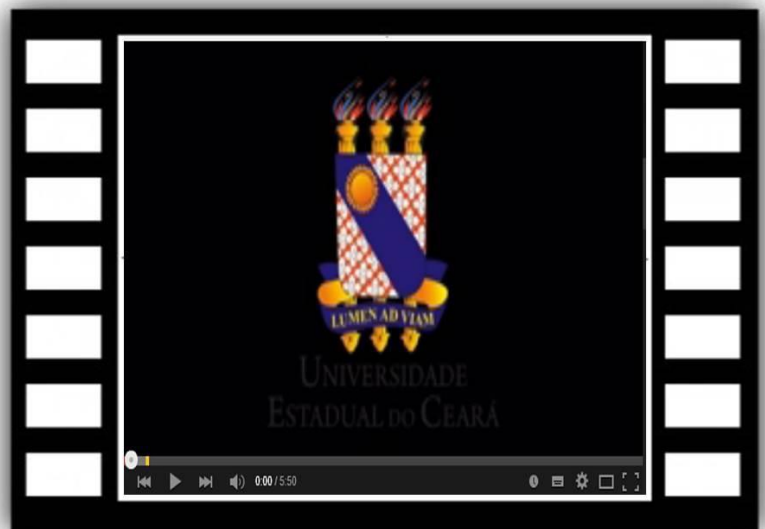 LUMEN AD VIAM
UNIVERSIDADE
ESTADUAL DO CEARÁ
0:00 / 5:50